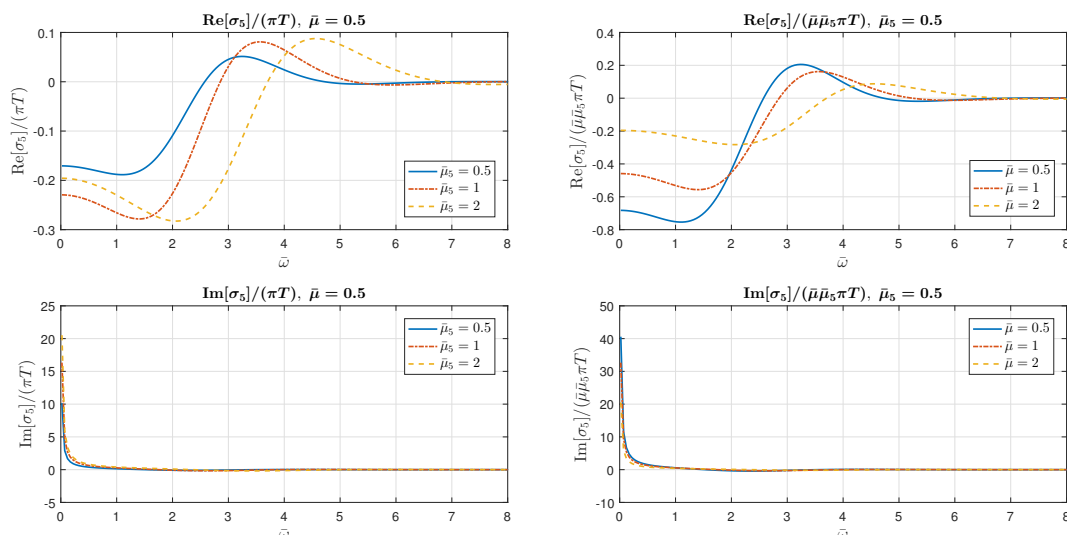 Re[σ₅]/(πT), μ̄ = 0.5
Re[σ₅]/(πT)
0.1
0
-0.1
-0.2
-0.3
μ̄₅ = 0.5
μ̄₅ = 1
μ̄₅ = 2
0 1 2 3 4 5 6 7 8
ω̄
Re[σ₅]/(μ̄μ̄₅πT), μ̄₅ = 0.5
Re[σ₅]/(μ̄μ̄₅πT)
0.4
0.2
0
-0.2
-0.4
-0.6
-0.8
μ̄ = 0.5
μ̄ = 1
μ̄ = 2
0 1 2 3 4 5 6 7 8
ω̄
Im[σ₅]/(πT), μ̄ = 0.5
Im[σ₅]/(πT)
25
20
15
10
5
0
-5
μ̄₅ = 0.5
μ̄₅ = 1
μ̄₅ = 2
0 1 2 3 4 5 6 7 8
Im[σ₅]/(μ̄μ̄₅πT), μ̄₅ = 0.5
Im[σ₅]/(μ̄μ̄₅πT)
50
40
30
20
10
0
-10
μ̄ = 0.5
μ̄ = 1
μ̄ = 2
0 1 2 3 4 5 6 7 8